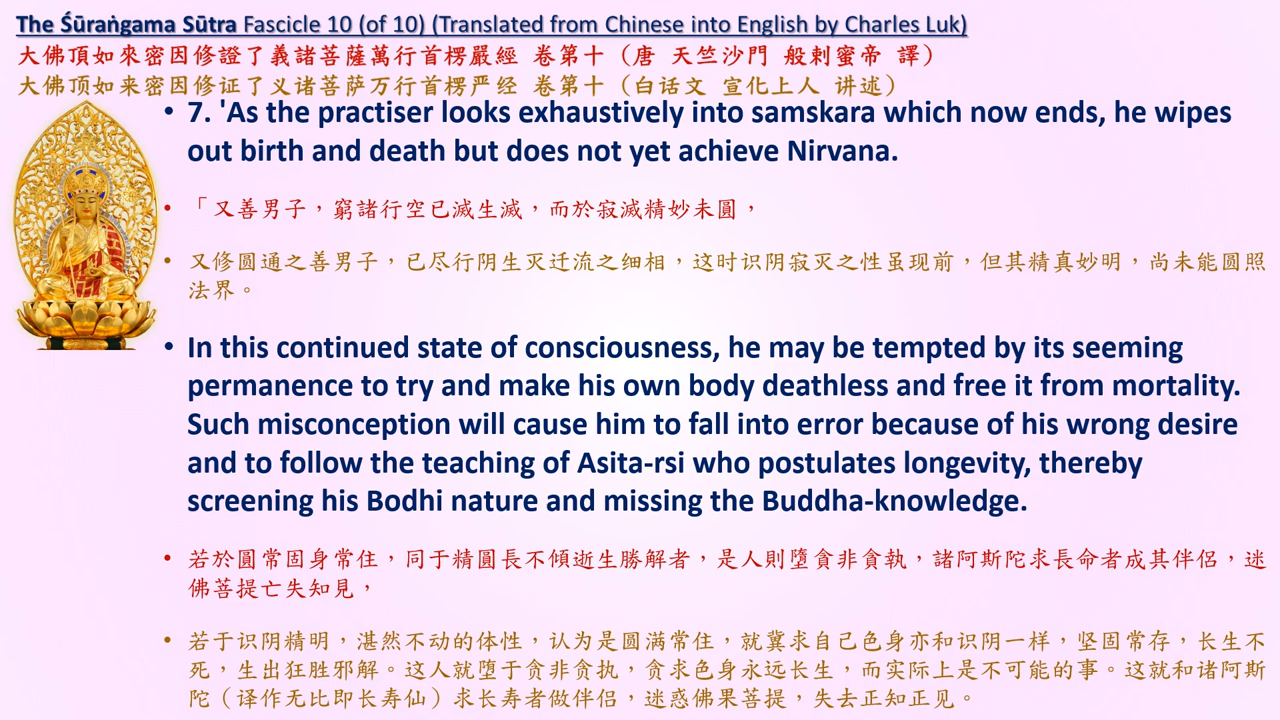 The Śūraṅgama Sūtra Fascicle 10 (of 10) (Translated from Chinese into English by Charles Luk)
大佛頂如來密因修證了義諸菩薩萬行首楞嚴經 卷第十（唐 天竺沙門 般剌蜜帝 譯）
大佛顶如来密因修证了义诸菩萨万行首楞严经 卷第十（白话文 宣化上人 讲述）
• 7. 'As the practiser looks exhaustively into samskara which now ends, he wipes
out birth and death but does not yet achieve Nirvana.
• 「又善男子，窮諸行空已滅生滅，而於寂滅精妙未圓，
• 又修圆通之善男子，已尽行阴生灭迁流之细相，这时识阴寂灭之性虽现前，但其精真妙明，尚未能圆照
法界。
• In this continued state of consciousness, he may be tempted by its seeming
permanence to try and make his own body deathless and free it from mortality.
Such misconception will cause him to fall into error because of his wrong desire
and to follow the teaching of Asita-rsi who postulates longevity, thereby
screening his Bodhi nature and missing the Buddha-knowledge.
• 若於圓常固身常住，同于精圓長不傾逝生勝解者，是人則墮貪非貪執，諸阿斯陀求長命者成其伴侶，迷
佛菩提亡失知見，
• 若于识阴精明，湛然不动的体性，认为是圆满常住，就冀求自己色身亦和识阴一样，坚固常存，长生不
死，生出狂胜邪解。这人就堕于贪非贪执，贪求色身永远长生，而实际上是不可能的事。这就和诸阿斯
陀（译作无比即长寿仙）求长寿者做伴侣，迷惑佛果菩提，失去正知正见。